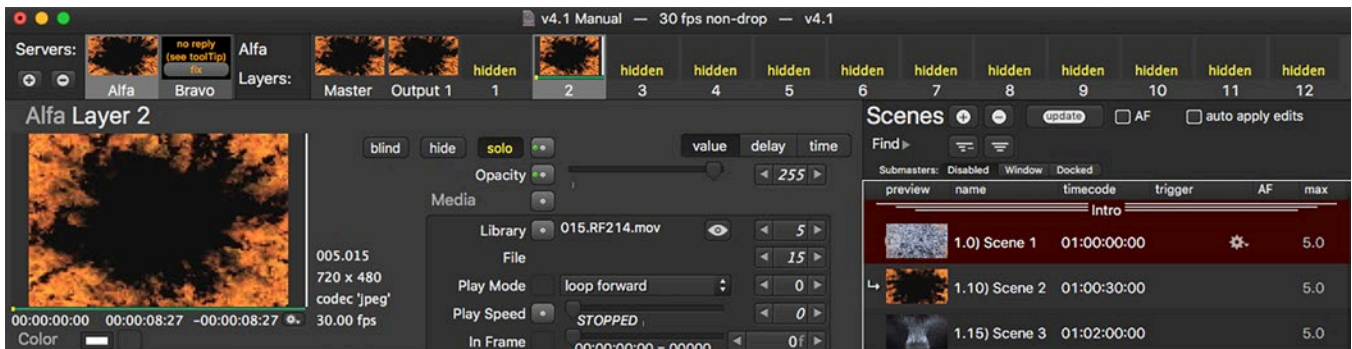 v4.1 Manual — 30 fps non-drop — v4.1
Servers:
no reply
(see toolTip)
fix
Alfa
Bravo
Alfa
Layers:
hidden hidden hidden hidden hidden hidden hidden hidden hidden hidden hidden
Master Output 1 1 2 3 4 5 6 7 8 9 10 11 12
Alfa Layer 2
blind hide solo value delay time
Opacity 255
Media
Library 015.RF214.mov 5
File 15
Play Mode loop forward 0
Play Speed STOPPED 0
In Frame 00:00:00:00 = 00000 0f
005.015
720 x 480
codec 'jpeg'
30.00 fps
00:00:00:00 00:00:08:27 -00:00:08:27
Color
Scenes update AF auto apply edits
Find
Submasters: Disabled Window Docked
preview name timecode trigger AF max
Intro
1.0) Scene 1 01:00:00:00 5.0
1.10) Scene 2 01:00:30:00 5.0
1.15) Scene 3 01:02:00:00 5.0